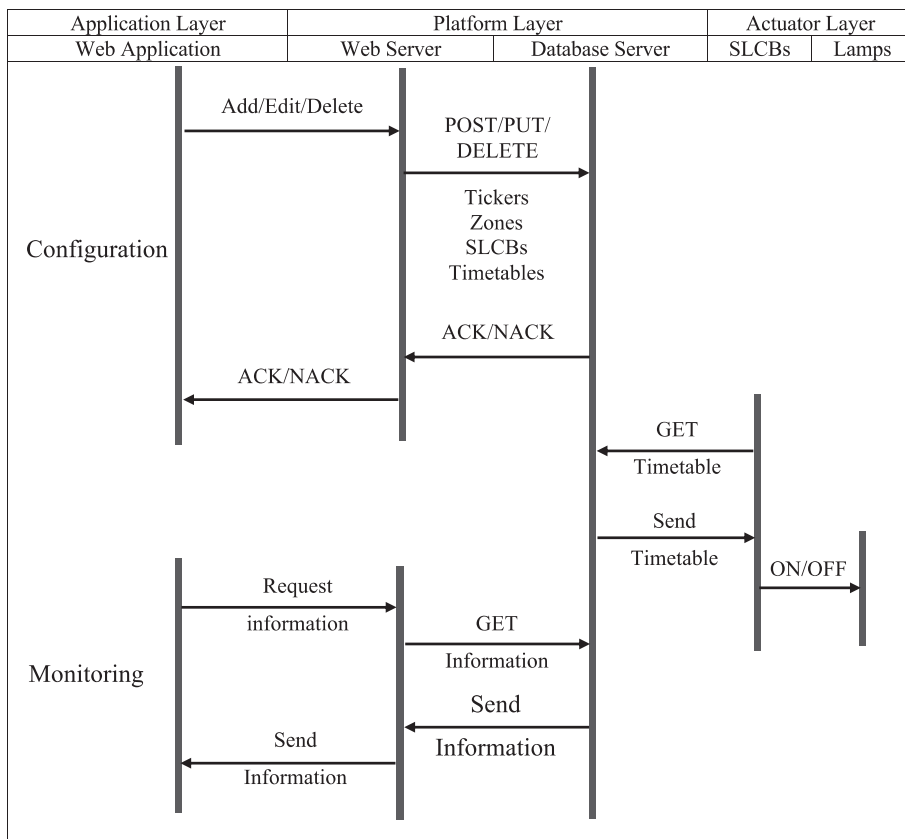 Application Layer
Platform Layer
Actuator Layer
Web Application
Web Server
Database Server
SLCBs
Lamps
Add/Edit/Delete
POST/PUT/
DELETE
Tickers
Zones
SLCBs
Timetables
Configuration
ACK/NACK
ACK/NACK
GET
Timetable
Send
Timetable
ON/OFF
Request
information
GET
Information
Monitoring
Send
Information
Send
Information